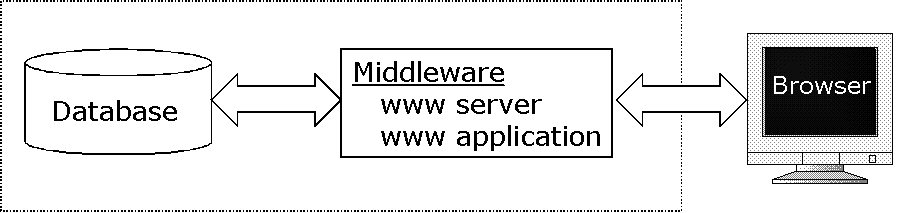 Database
Middleware
www server
www application
Browser